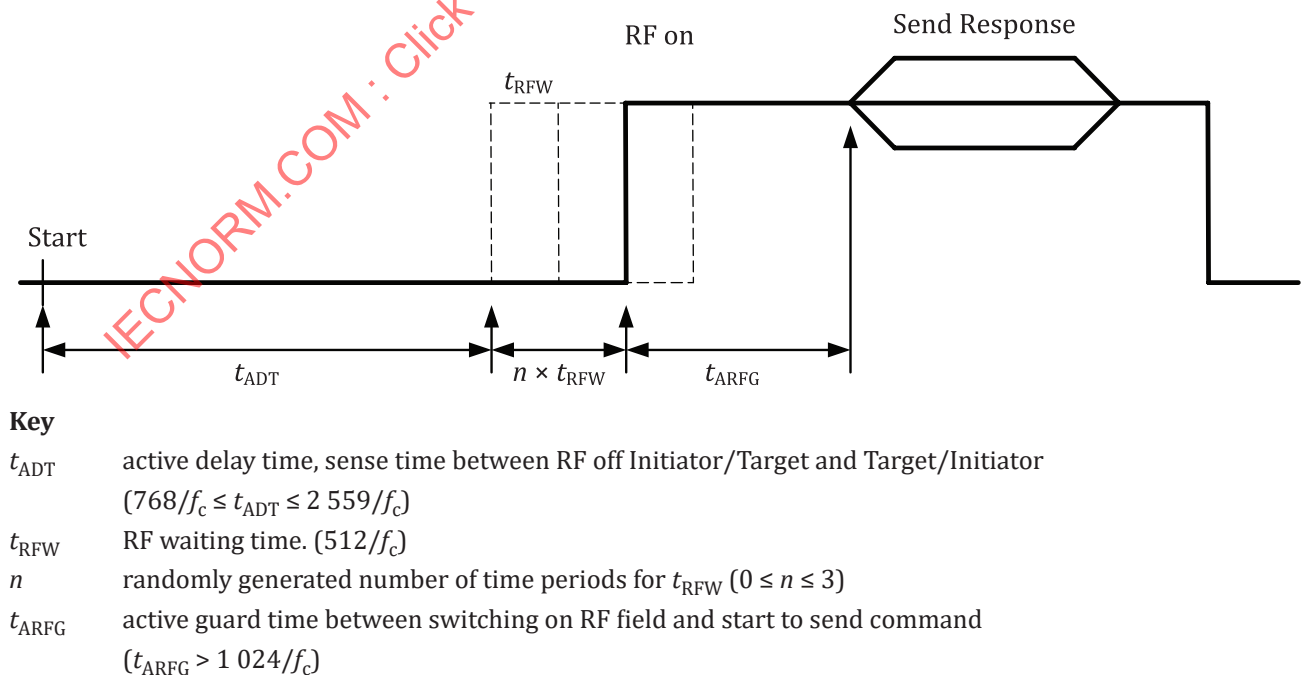 IECNORM.COM : Click
RF on
Send Response
tRFW
Start
tADT
n × tRFW
tARFG
Key
tADT active delay time, sense time between RF off Initiator/Target and Target/Initiator
(768/fc ≤ tADT ≤ 2 559/fc)
tRFW RF waiting time. (512/fc)
n randomly generated number of time periods for tRFW (0 ≤ n ≤ 3)
tARFG active guard time between switching on RF field and start to send command
(tARFG > 1 024/fc)